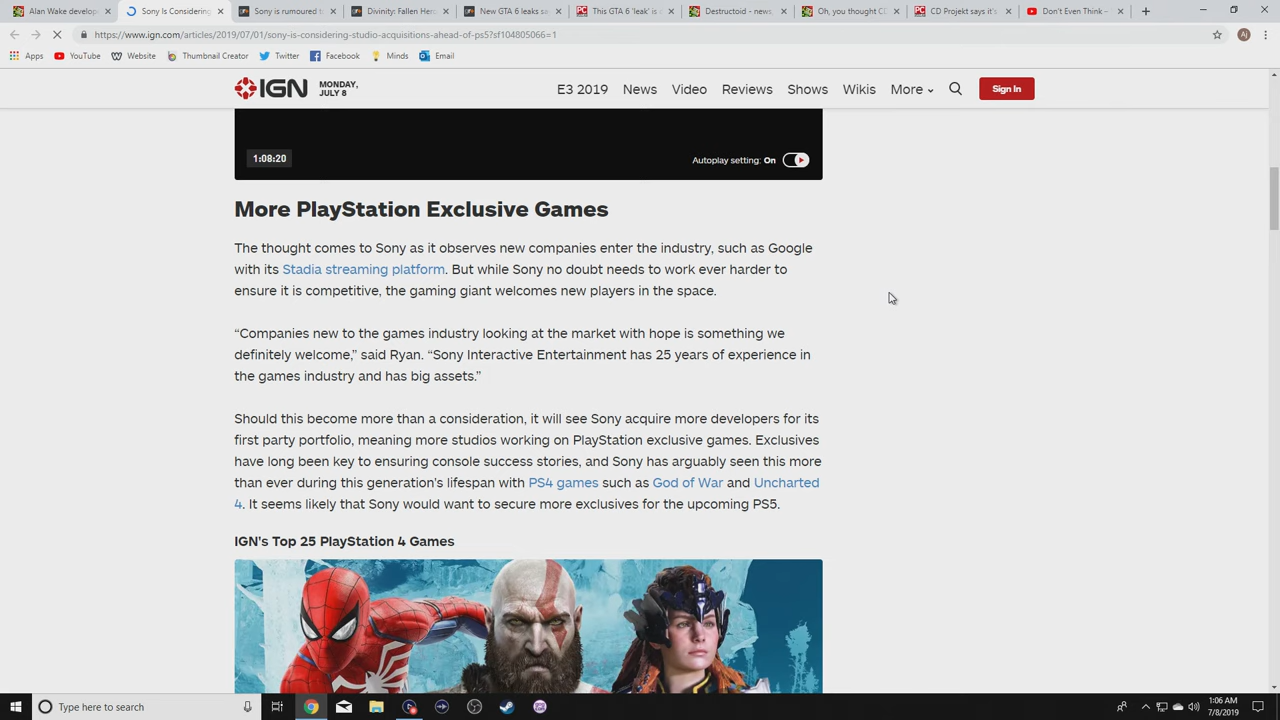 Alan Wake develop
Sony Is Considering
Sony is rumoured to
Divinity: Fallen Hero
New GTA 6 leaks sa
This GTA 6 'leak' is a
Destructoid – news,
Oh, you thought CD
CD Projekt says it's
Don't Even Think –
https://www.ign.com/articles/2019/07/01/sony-is-considering-studio-acquisitions-ahead-of-ps5?sf104805066=1
Apps YouTube Website Thumbnail Creator Twitter Facebook Minds Email
IGN MONDAY, JULY 8 E3 2019 News Video Reviews Shows Wikis More Sign In
1:08:20 Autoplay setting: On
More PlayStation Exclusive Games
The thought comes to Sony as it observes new companies enter the industry, such as Google
with its Stadia streaming platform. But while Sony no doubt needs to work ever harder to
ensure it is competitive, the gaming giant welcomes new players in the space.
“Companies new to the games industry looking at the market with hope is something we
definitely welcome,” said Ryan. “Sony Interactive Entertainment has 25 years of experience in
the games industry and has big assets.”
Should this become more than a consideration, it will see Sony acquire more developers for its
first party portfolio, meaning more studios working on PlayStation exclusive games. Exclusives
have long been key to ensuring console success stories, and Sony has arguably seen this more
than ever during this generation’s lifespan with PS4 games such as God of War and Uncharted
4. It seems likely that Sony would want to secure more exclusives for the upcoming PS5.
IGN's Top 25 PlayStation 4 Games
Type here to search
1:06 AM
7/8/2019